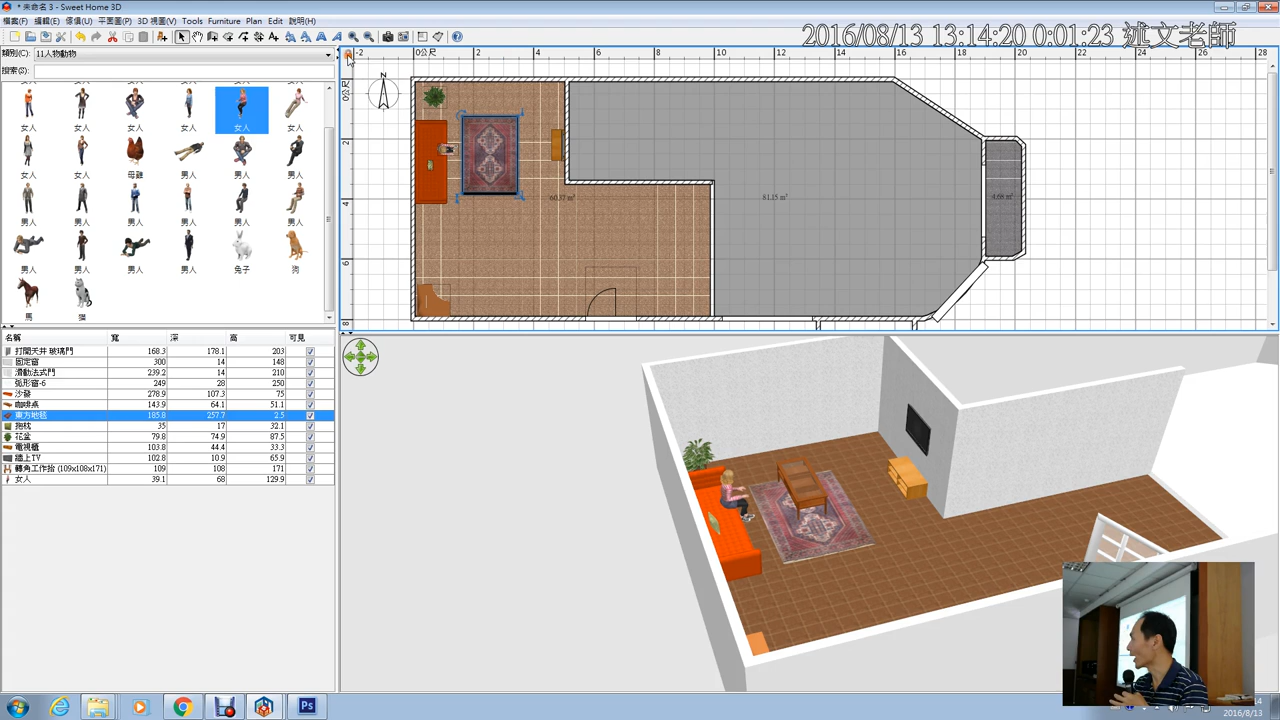 * 未命名 3 - Sweet Home 3D
檔案(F) 編輯(E) 傢俱(U) 平面圖(P) 3D 視圖(V) Tools Furniture Plan Edit 說明(H)
2016/08/13 13:14:20 0:01:23 述文老師
類別(C): 11人物動物
搜索(S):
女人 女人 女人 女人 女人 女人
女人 女人 母雞 男人 男人 男人
男人 男人 男人 男人 男人 男人
男人 男人 男人 男人 兔子 狗
馬 猫
名稱 寬 深 高 可見
打開天井 玻璃門 168.3 178.1 203
固定窗 300 14 148
滑動法式門 239.2 14 210
弧形窗-6 249 28 250
沙發 278.9 107.3 75
咖啡桌 143.9 64.1 51.1
東方地毯 185.8 257.7 2.5
抱枕 35 17 32.1
花盆 79.8 74.9 87.5
電視櫃 103.8 44.4 33.3
牆上TV 102.8 10.9 65.9
轉角工作抬 (109x108x171) 109 108 171
女人 39.1 68 129.9
-2 0公尺 2 4 6 8 10 12 14 16 18 20 22 24 26 28
0公尺
2
4
6
8
N
60.17 m²
81.15 m²
4.68 m²
2016/8/13